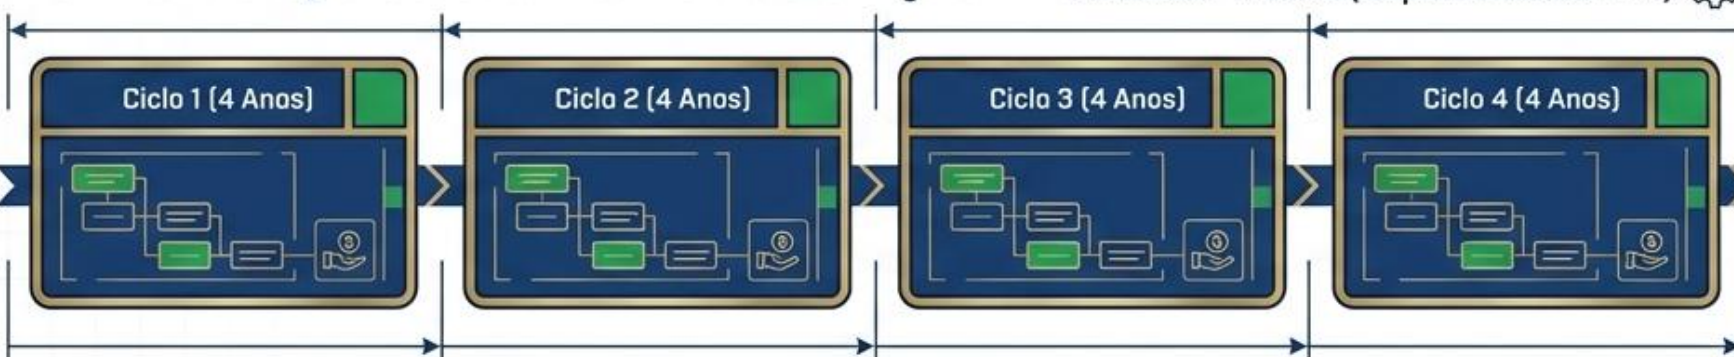 Ciclo 1 (4 Anos)
Ciclo 2 (4 Anos)
Ciclo 3 (4 Anos)
Ciclo 4 (4 Anos)